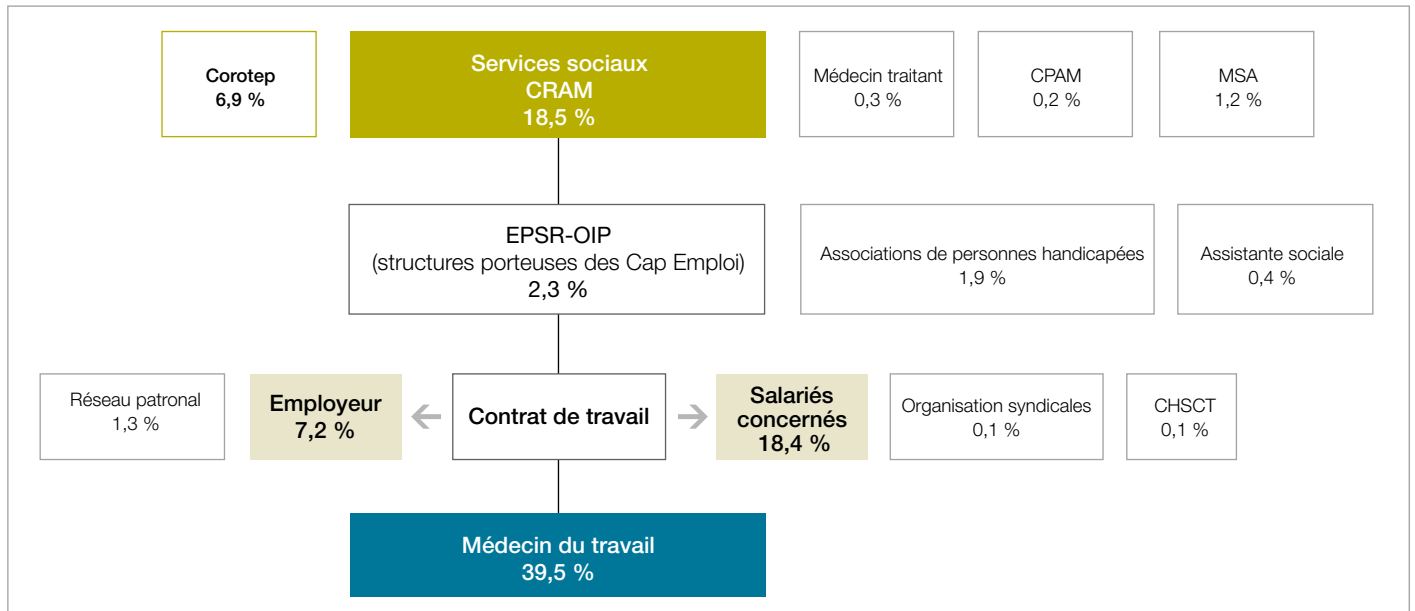 Corotep
6,9 %
Services sociaux
CRAM
18,5 %
Médecin traitant
0,3 %
CPAM
0,2 %
MSA
1,2 %
EPSR-OIP
(structures porteuses des Cap Emploi)
2,3 %
Associations de personnes handicapées
1,9 %
Assistante sociale
0,4 %
Réseau patronal
1,3 %
Employeur
7,2 %
Contrat de travail
Salariés
concernés
18,4 %
Organisation syndicales
0,1 %
CHSCT
0,1 %
Médecin du travail
39,5 %